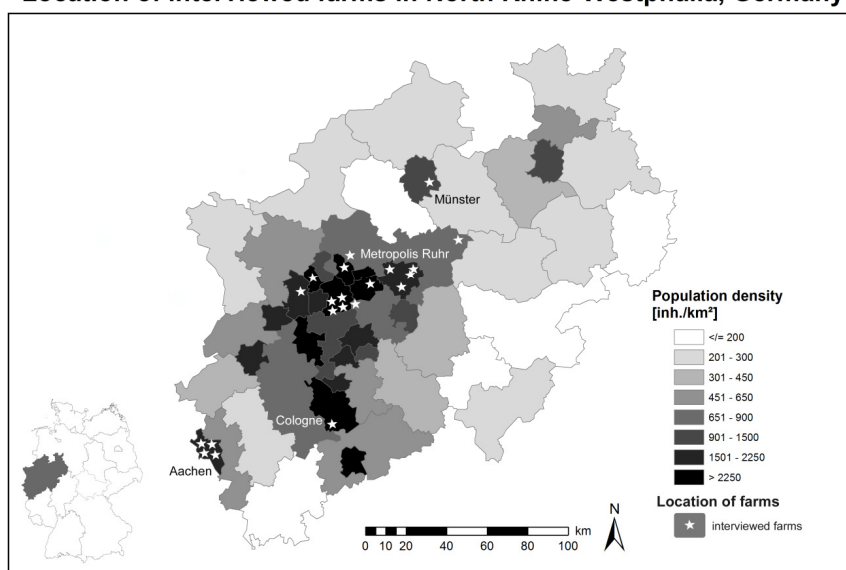 Location of interviewed farms in North Rhine Westphalia, Germany
Münster
Metropolis Ruhr
Cologne
Aachen
Population density
[inh./km²]
</= 200
201 - 300
301 - 450
451 - 650
651 - 900
901 - 1500
1501 - 2250
> 2250
Location of farms
interviewed farms
N
km
0 10 20 40 60 80 100